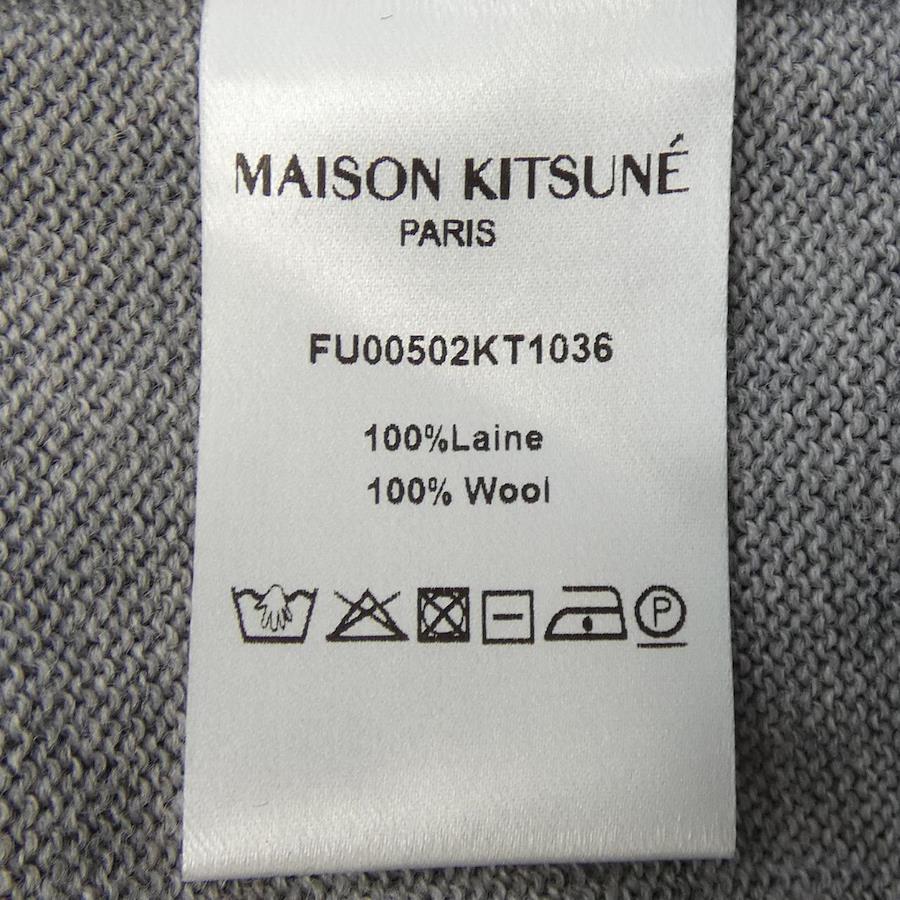 MAISON KITSUNÉ
PARIS
FU00502KT1036
100%Laine
100% Wool
P